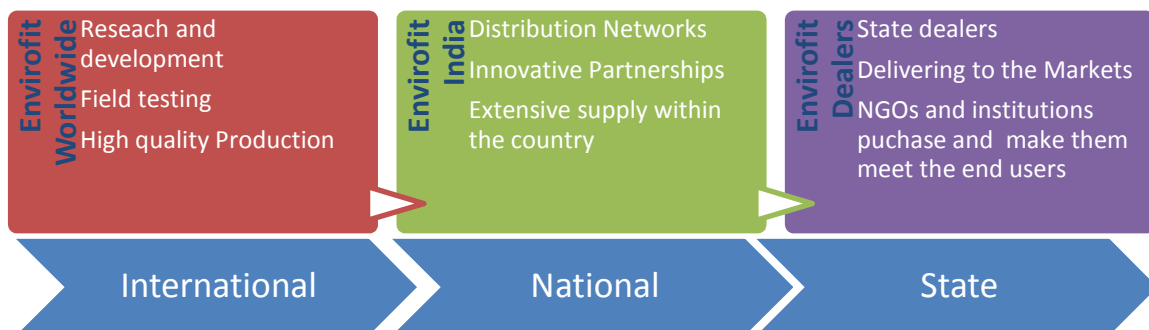 Envirofit
Worldwide
Reseach and
development
Field testing
High quality Production
Envirofit
India
Distribution Networks
Innovative Partnerships
Extensive supply within
the country
Envirofit
Dealers
State dealers
Delivering to the Markets
NGOs and institutions
puchase and make them
meet the end users
International
National
State